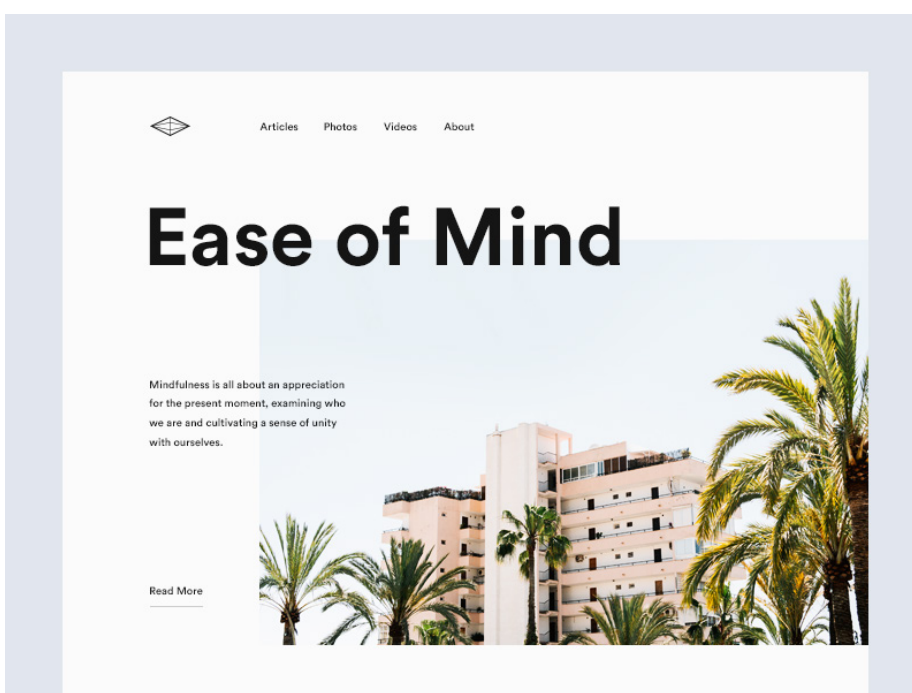 Articles Photos Videos About
Ease of Mind
Mindfulness is all about an appreciation
for the present moment, examining who
we are and cultivating a sense of unity
with ourselves.
Read More